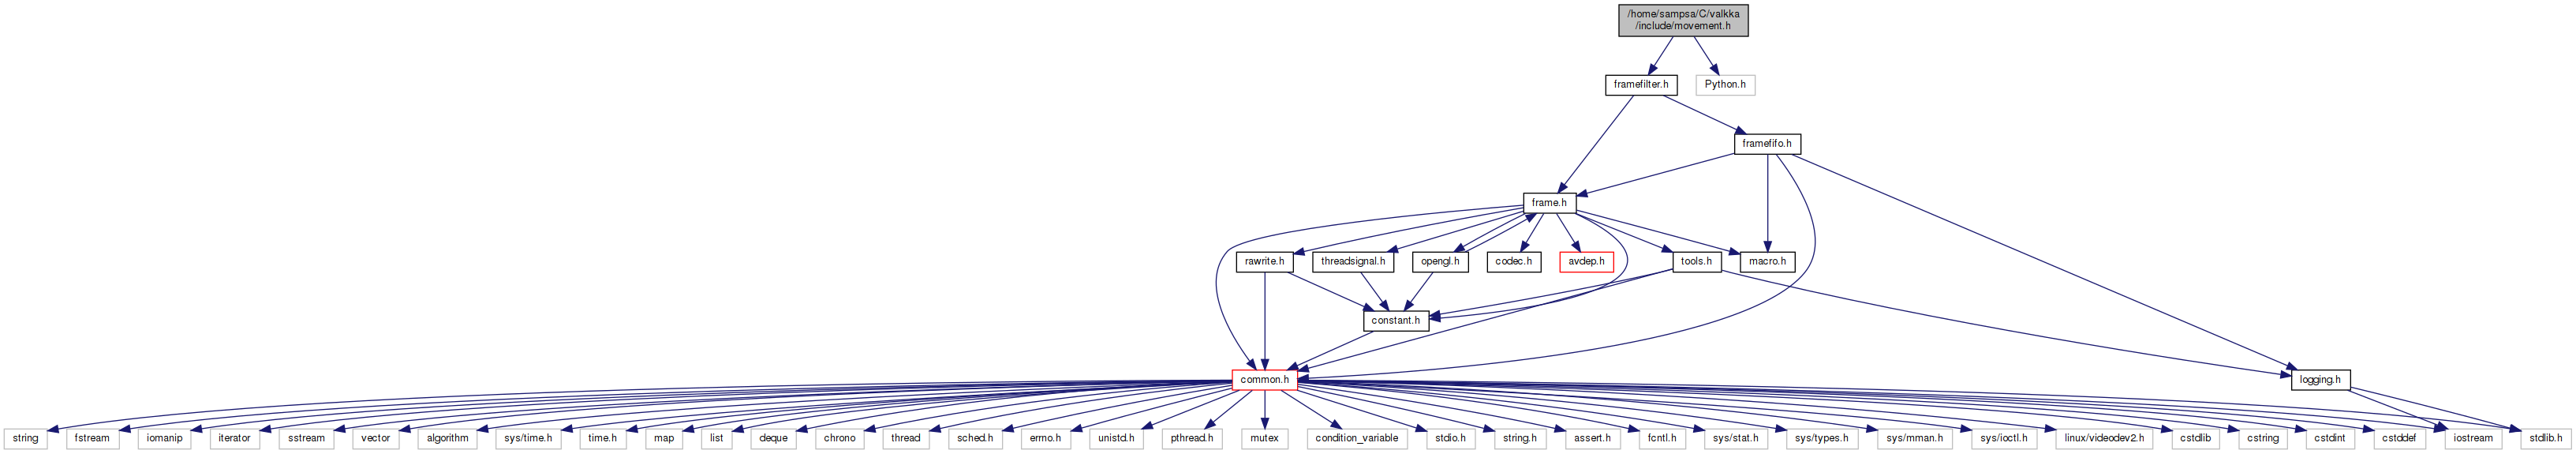 /home/sampsa/C/valkka
/include/movement.h
framefilter.h
Python.h
framefifo.h
frame.h
rawrite.h
threadsignal.h
opengl.h
codec.h
avdep.h
tools.h
macro.h
constant.h
common.h
logging.h
string
fstream
iomanip
iterator
sstream
vector
algorithm
sys/time.h
time.h
map
list
deque
chrono
thread
sched.h
errno.h
unistd.h
pthread.h
mutex
condition_variable
stdio.h
string.h
assert.h
fcntl.h
sys/stat.h
sys/types.h
sys/mman.h
sys/ioctl.h
linux/videodev2.h
cstdlib
cstring
cstdint
cstddef
iostream
stdlib.h